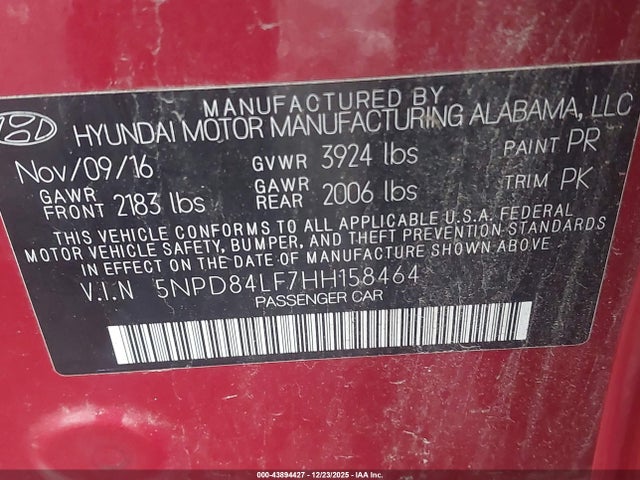 MANUFACTURED BY
HYUNDAI MOTOR MANUFACTURING ALABAMA, LLC
Nov/09/16 GVWR 3924 lbs PAINT PR
GAWR FRONT 2183 lbs GAWR REAR 2006 lbs TRIM PK
THIS VEHICLE CONFORMS TO ALL APPLICABLE U.S.A. FEDERAL
MOTOR VEHICLE SAFETY, BUMPER, AND THEFT PREVENTION STANDARDS
IN EFFECT ON THE DATE OF MANUFACTURE SHOWN ABOVE
V.I.N 5NPD84LF7HH158464
PASSENGER CAR
000-43894427 - 12/23/2025 - IAA Inc.